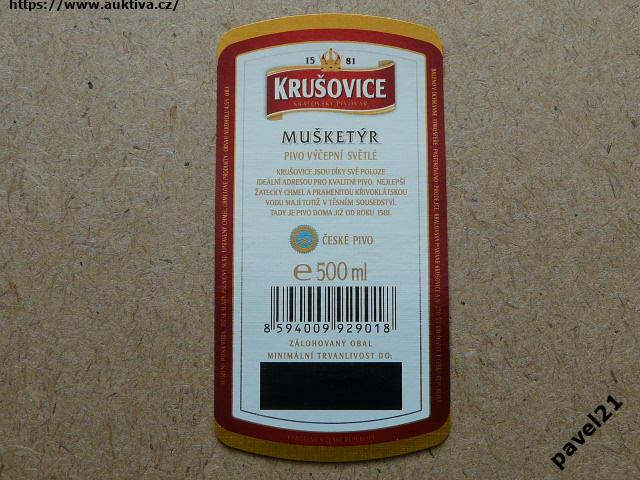 https://www.auktiva.cz/
15 81
KRUŠOVICE
KRÁLOVSKÝ PIVOVAR
MUŠKETÝR
PIVO VÝČEPNÍ SVĚTLÉ
KRUŠOVICE JSOU DÍKY SVÉ POLOZE
IDEÁLNÍ ADRESOU PRO KVALITNÍ PIVO. NEJLEPŠÍ
ŽATECKÝ CHMEL A PRAMENITOU KŘIVOKLÁTSKOU
VODU MAJÍ TOTIŽ V TĚSNÉM SOUSEDSTVÍ.
TADY JE PIVO DOMA JIŽ OD ROKU 1581.
ČESKÉ PIVO
e 500 ml
8 594009 929018
ZÁLOHOVANÝ OBAL
MINIMÁLNÍ TRVANLIVOST DO:
pavel21